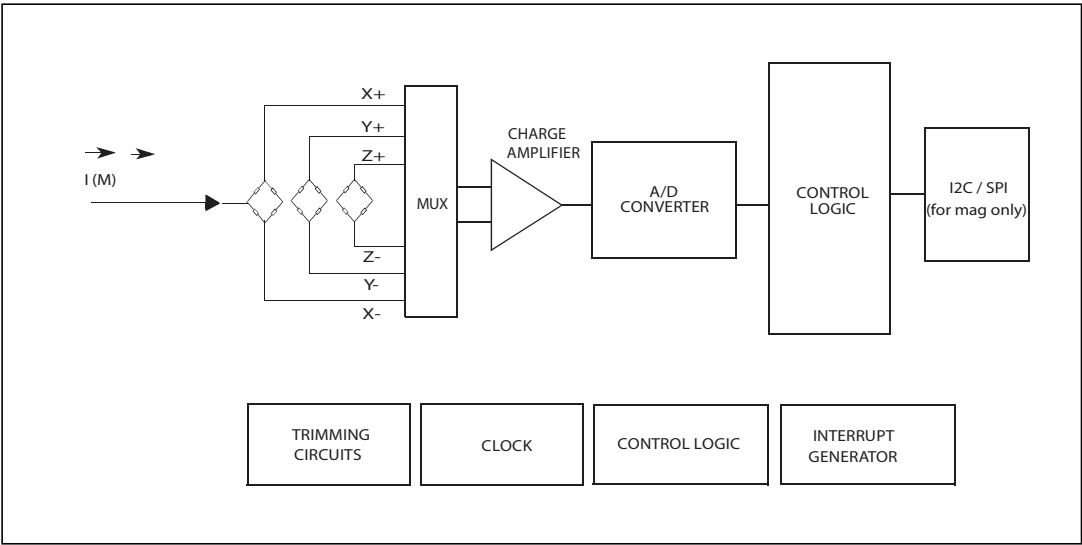 I (M)
X+
Y+
Z+
Z-
Y-
X-
MUX
CHARGE
AMPLIFIER
A/D
CONVERTER
CONTROL
LOGIC
I2C / SPI
(for mag only)
TRIMMING
CIRCUITS
CLOCK
CONTROL LOGIC
INTERRUPT
GENERATOR